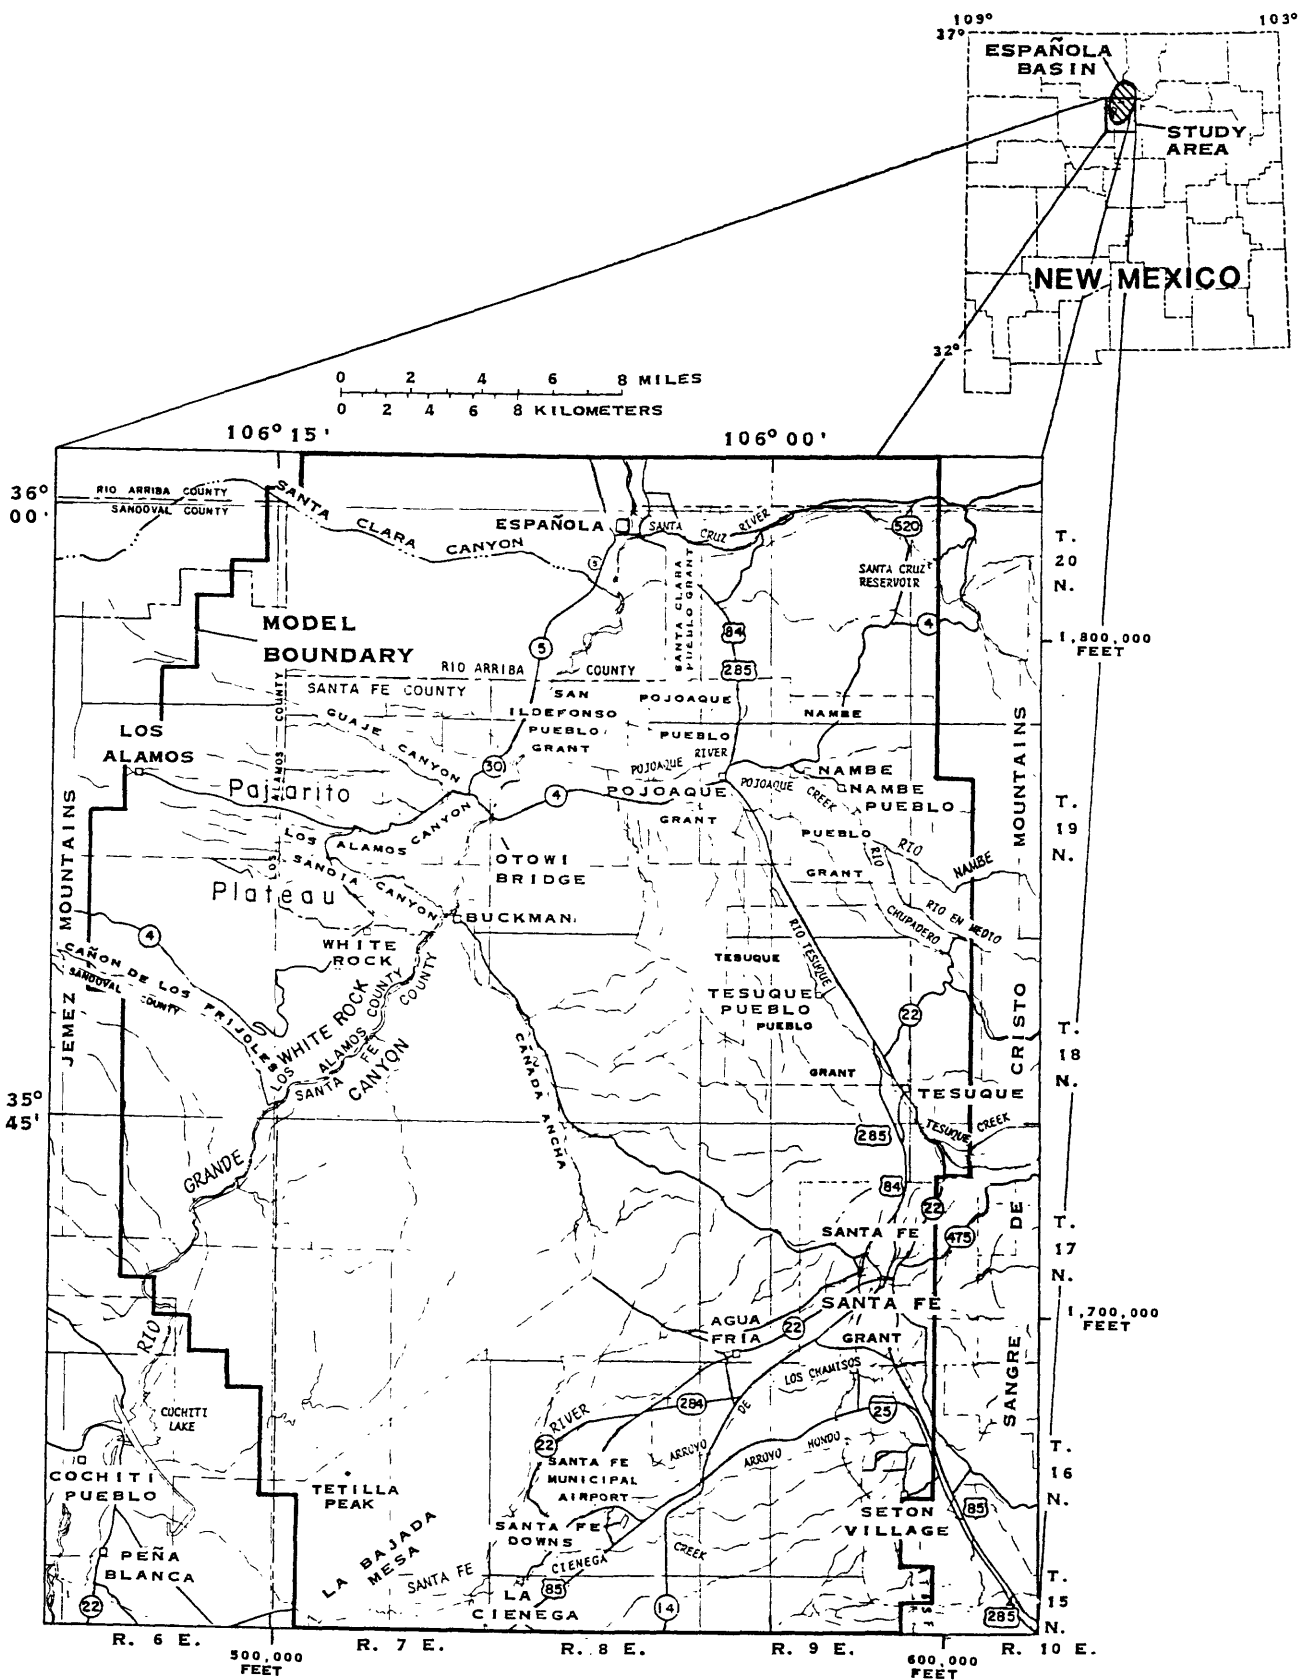 109°
103°
37°
ESPAÑOLA
BASIN
STUDY
AREA
NEW MEXICO
32°
0 2 4 6 8 MILES
0 2 4 6 8 KILOMETERS
106° 15'
106° 00'
36°
00'
RIO ARRIBA COUNTY
SANDOVAL COUNTY
SANTA CLARA CANYON
ESPAÑOLA
SANTA CRUZ RIVER
520
T.
20
N.
5
SANTA CRUZ
RESERVOIR
SANTA CLARA
PUEBLO GRANT
MODEL
BOUNDARY
84
4
1,800,000
FEET
5
285
RIO ARRIBA COUNTY
SANTA FE COUNTY
LOS ALAMOS COUNTY
SAN
ILDEFONSO
PUEBLO
GRANT
POJOAQUE
PUEBLO
NAMBE
GUAJE CANYON
LOS
ALAMOS
30
POJOAQUE RIVER
NAMBE
NAMBE
PUEBLO
Pajarito
4
POJOAQUE
GRANT
POJOAQUE CREEK
T.
19
N.
LOS ALAMOS CANYON
PUEBLO
RIO NAMBE
RIO
CHUPADERO
GRANT
OTOWI
BRIDGE
SANDIA CANYON
Plateau
BUCKMAN
RIO EN MEDIO
4
WHITE
ROCK
RIO TESUQUE
TESUQUE
TESUQUE
PUEBLO
PUEBLO
GRANT
CAÑON DE LOS FRIJOLES
SANDOVAL COUNTY
JEMEZ MOUNTAINS
WHITE ROCK
CANYON
LOS ALAMOS COUNTY
SANTA FE COUNTY
22
T.
18
N.
CAÑADA ANCHA
TESUQUE
TESUQUE CREEK
35°
45'
285
RIO GRANDE
84
22
475
SANTA FE
T.
17
N.
SANTA FE
GRANT
AGUA
FRÍA
22
1,700,000
FEET
SANGRE DE CRISTO MOUNTAINS
LOS CHAMISOS
ARROYO DE
COCHITI
LAKE
284
25
22
ARROYO HONDO
SANTA FE
MUNICIPAL
AIRPORT
T.
16
N.
COCHITI
PUEBLO
TETILLA
PEAK
85
SETON
VILLAGE
SANTA FE
DOWNS
LA BAJADA
MESA
PEÑA
BLANCA
CIENEGA CREEK
SANTA FE RIVER
85
LA
CIENEGA
22
14
285
T.
15
N.
R. 6 E.
R. 7 E.
R. 8 E.
R. 9 E.
R. 10 E.
500,000
FEET
600,000
FEET